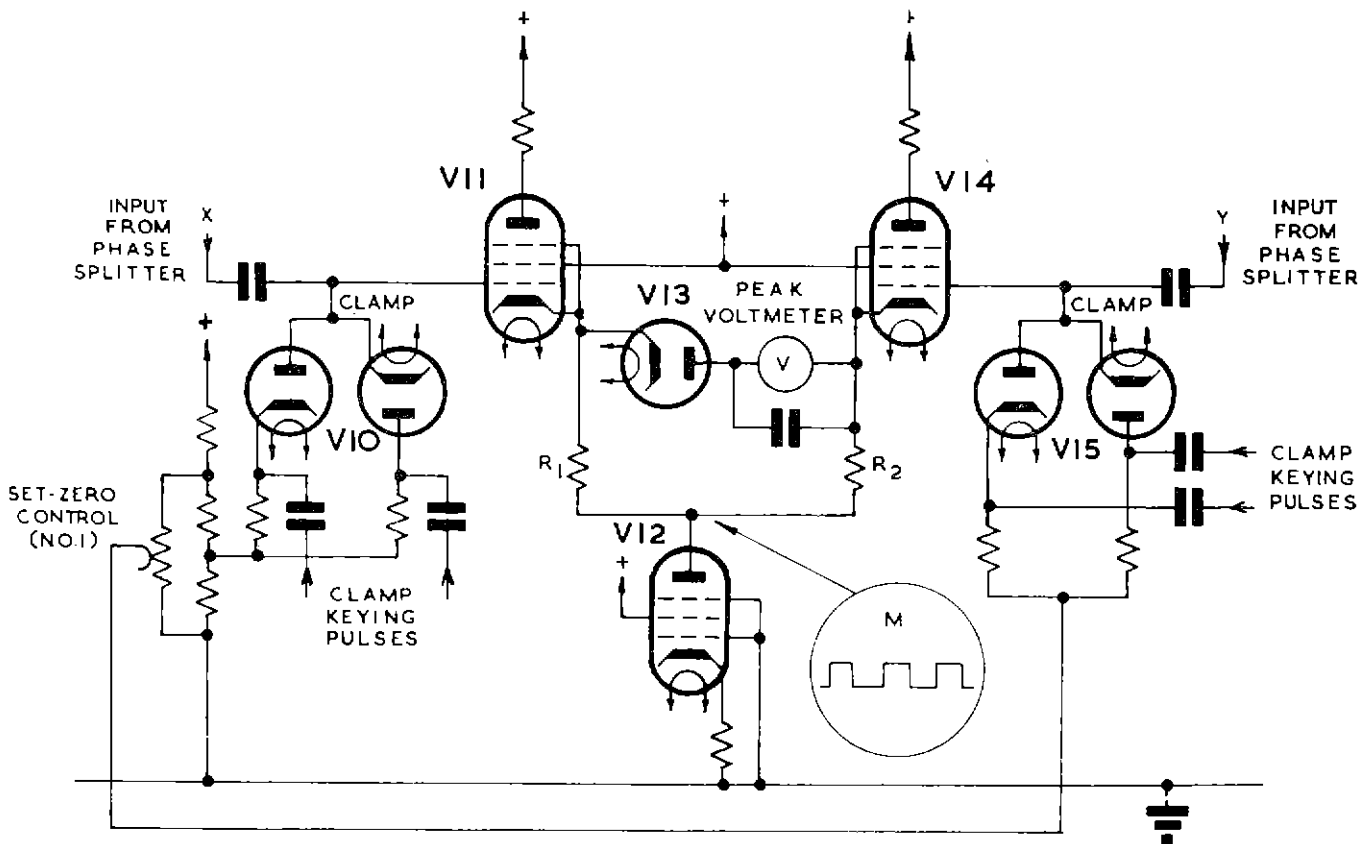 +
+
V11
V14
INPUT
FROM
PHASE
SPLITTER
X
+
Y
INPUT
FROM
PHASE
SPLITTER
CLAMP
V13
PEAK
VOLTMETER
CLAMP
+
V
V10
R1
R2
V15
CLAMP
KEYING
PULSES
SET-ZERO
CONTROL
(NO.1)
V12
+
CLAMP
KEYING
PULSES
M